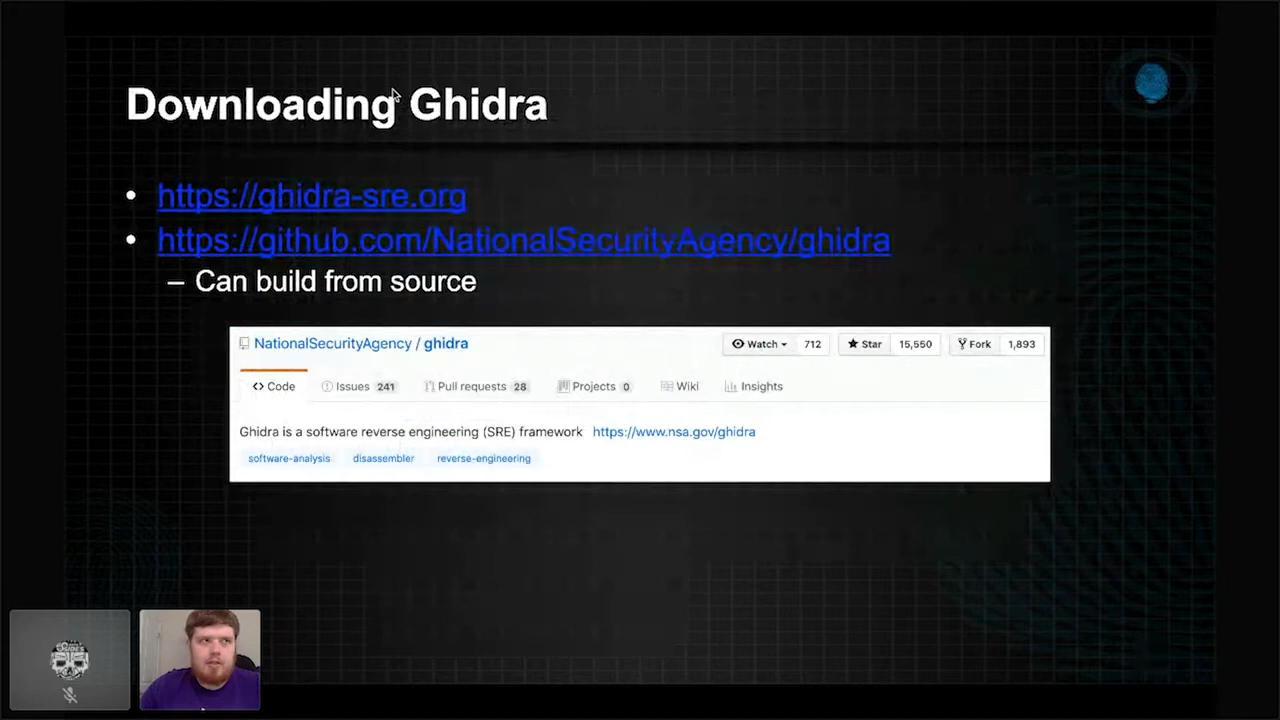 Downloading Ghidra
• https://ghidra-sre.org
• https://github.com/NationalSecurityAgency/ghidra
– Can build from source
NationalSecurityAgency / ghidra Watch 712 Star 15,550 Fork 1,893
<> Code Issues 241 Pull requests 28 Projects 0 Wiki Insights
Ghidra is a software reverse engineering (SRE) framework https://www.nsa.gov/ghidra
software-analysis disassembler reverse-engineering